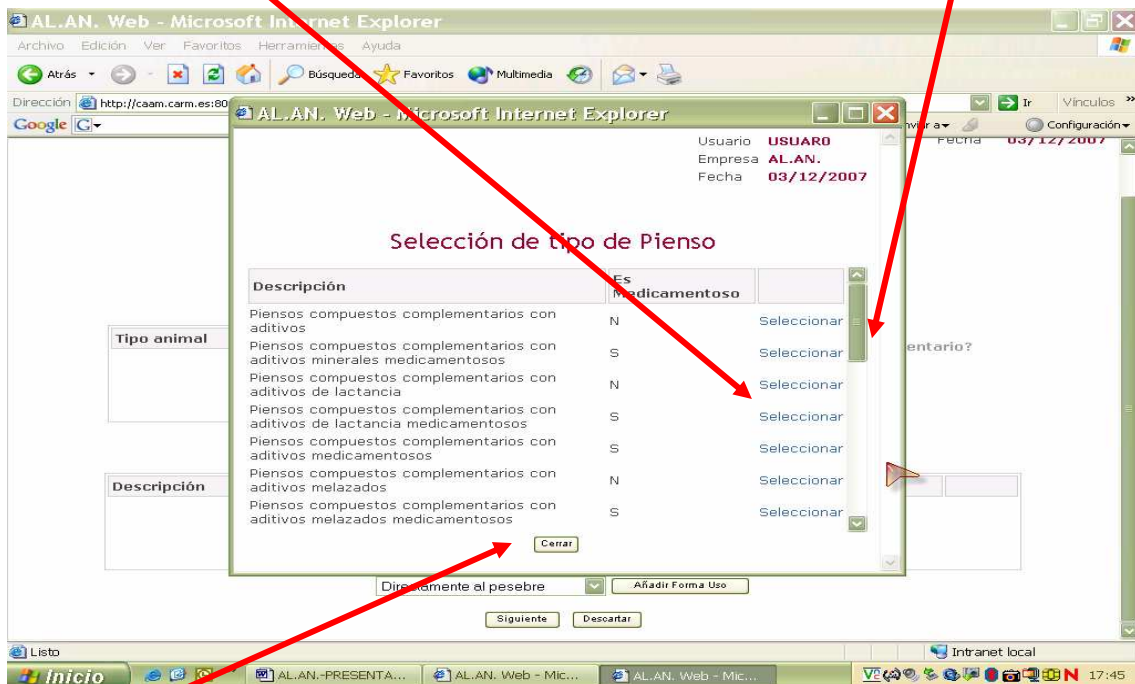 AL.AN. Web - Microsoft Internet Explorer
Archivo Edición Ver Favoritos Herramientas Ayuda
Atrás Búsqueda Favoritos Multimedia
Dirección http://caam.carm.es:80 Ir Vínculos »
Google G Configuración
Fecha 03/12/2007
AL.AN. Web - Microsoft Internet Explorer
Usuario USUAR0
Empresa AL.AN.
Fecha 03/12/2007
Selección de tipo de Pienso
Descripción Es Medicamentoso
Piensos compuestos complementarios con
aditivos N Seleccionar
Piensos compuestos complementarios con
aditivos minerales medicamentosos S Seleccionar
Piensos compuestos complementarios con
aditivos de lactancia N Seleccionar
Piensos compuestos complementarios con
aditivos de lactancia medicamentosos S Seleccionar
Piensos compuestos complementarios con
aditivos medicamentosos S Seleccionar
Piensos compuestos complementarios con
aditivos melazados N Seleccionar
Piensos compuestos complementarios con
aditivos melazados medicamentosos S Seleccionar
Cerrar
Tipo animal
entario?
Descripción
Directamente al pesebre Añadir Forma Uso
Siguiente Descartar
Listo Intranet local
Inicio AL.AN.-PRESENTA... AL.AN. Web - Mic... AL.AN. Web - Mic... 17:45